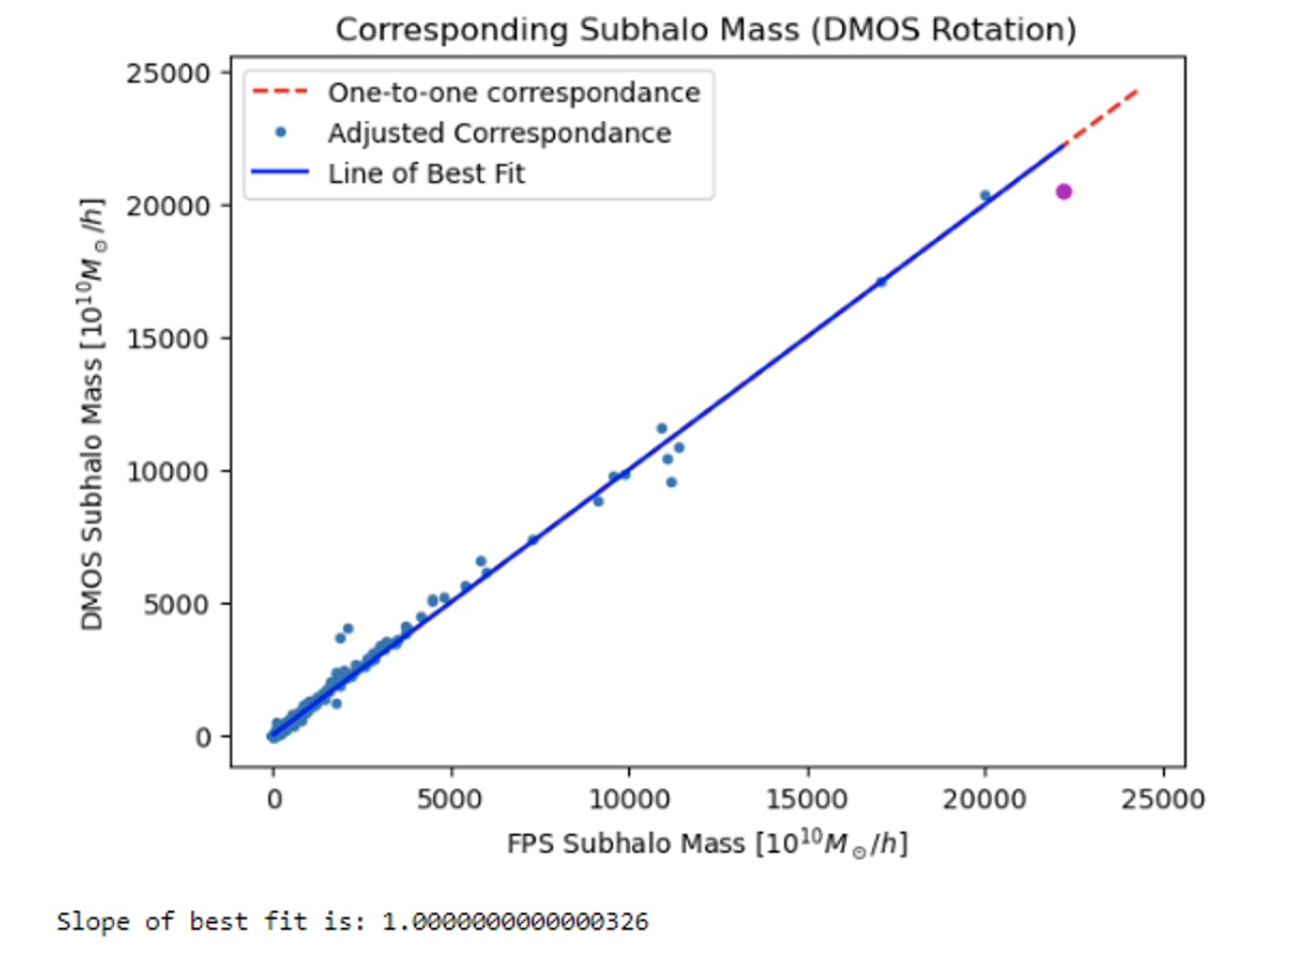 Corresponding Subhalo Mass (DMOS Rotation)
25000
20000
15000
10000
5000
0
DMOS Subhalo Mass [10¹⁰M⊙/h]
One-to-one correspondance
Adjusted Correspondance
Line of Best Fit
0 5000 10000 15000 20000 25000
FPS Subhalo Mass [10¹⁰M⊙/h]
Slope of best fit is: 1.0000000000000326